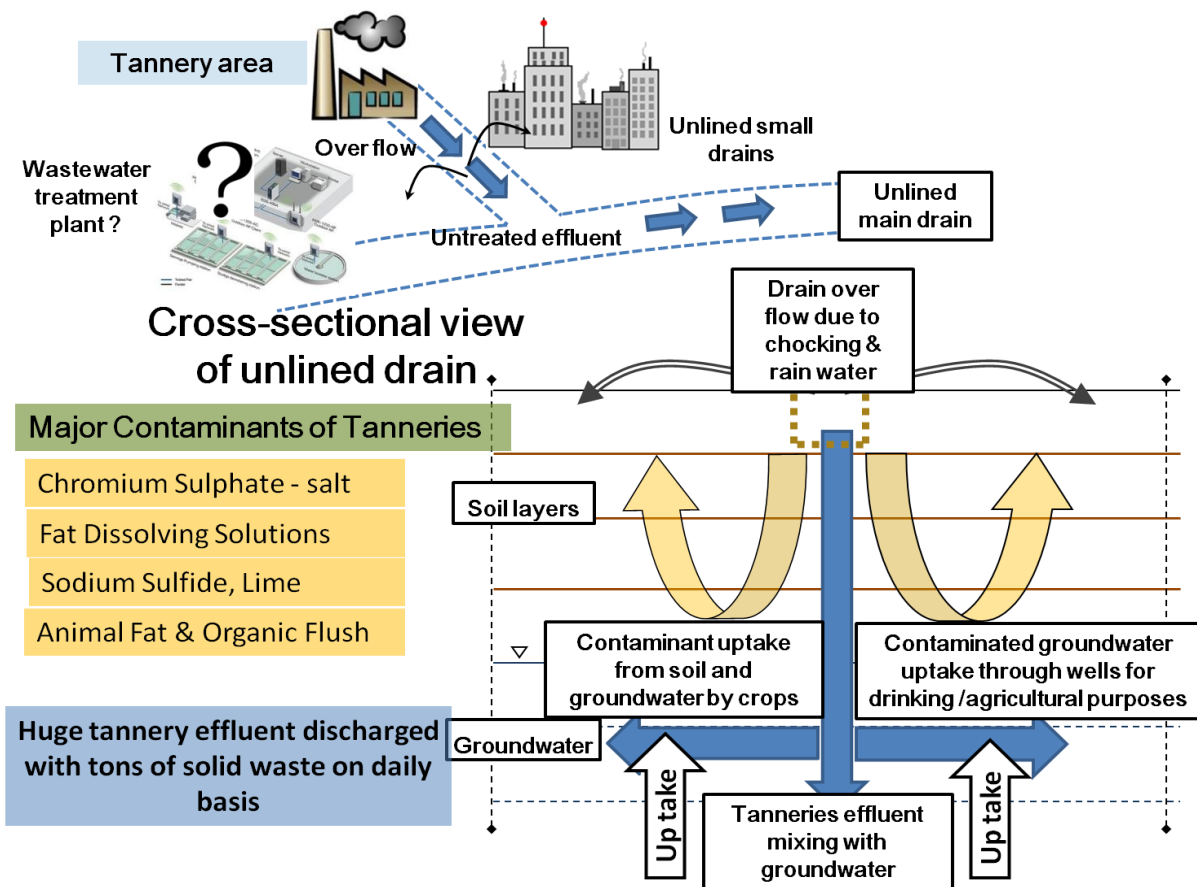 Tannery area
Over flow
Unlined small
drains
Wastewater
treatment
plant ?
?
Untreated effluent
Unlined
main drain
Cross-sectional view
of unlined drain
Drain over
flow due to
chocking &
rain water
Major Contaminants of Tanneries
Chromium Sulphate - salt
Fat Dissolving Solutions
Sodium Sulfide, Lime
Animal Fat & Organic Flush
Soil layers
Contaminant uptake
from soil and
groundwater by crops
Contaminated groundwater
uptake through wells for
drinking /agricultural purposes
Huge tannery effluent discharged
with tons of solid waste on daily
basis
Groundwater
Up take
Up take
Tanneries effluent
mixing with
groundwater